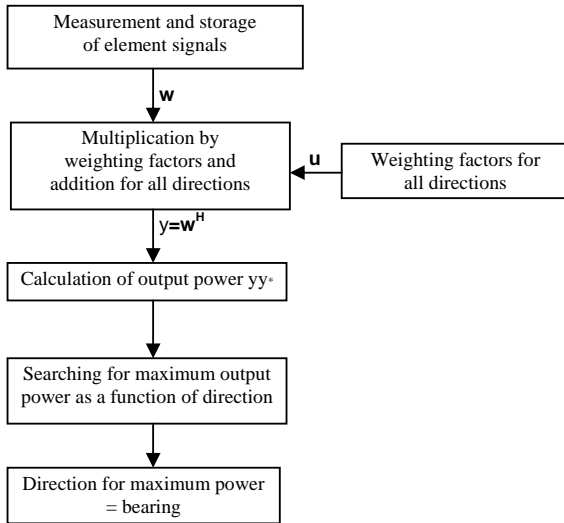 Measurement and storage
of element signals
w
Multiplication by
weighting factors and
addition for all directions
u
Weighting factors for
all directions
y=w^H
Calculation of output power yy*
Searching for maximum output
power as a function of direction
Direction for maximum power
= bearing